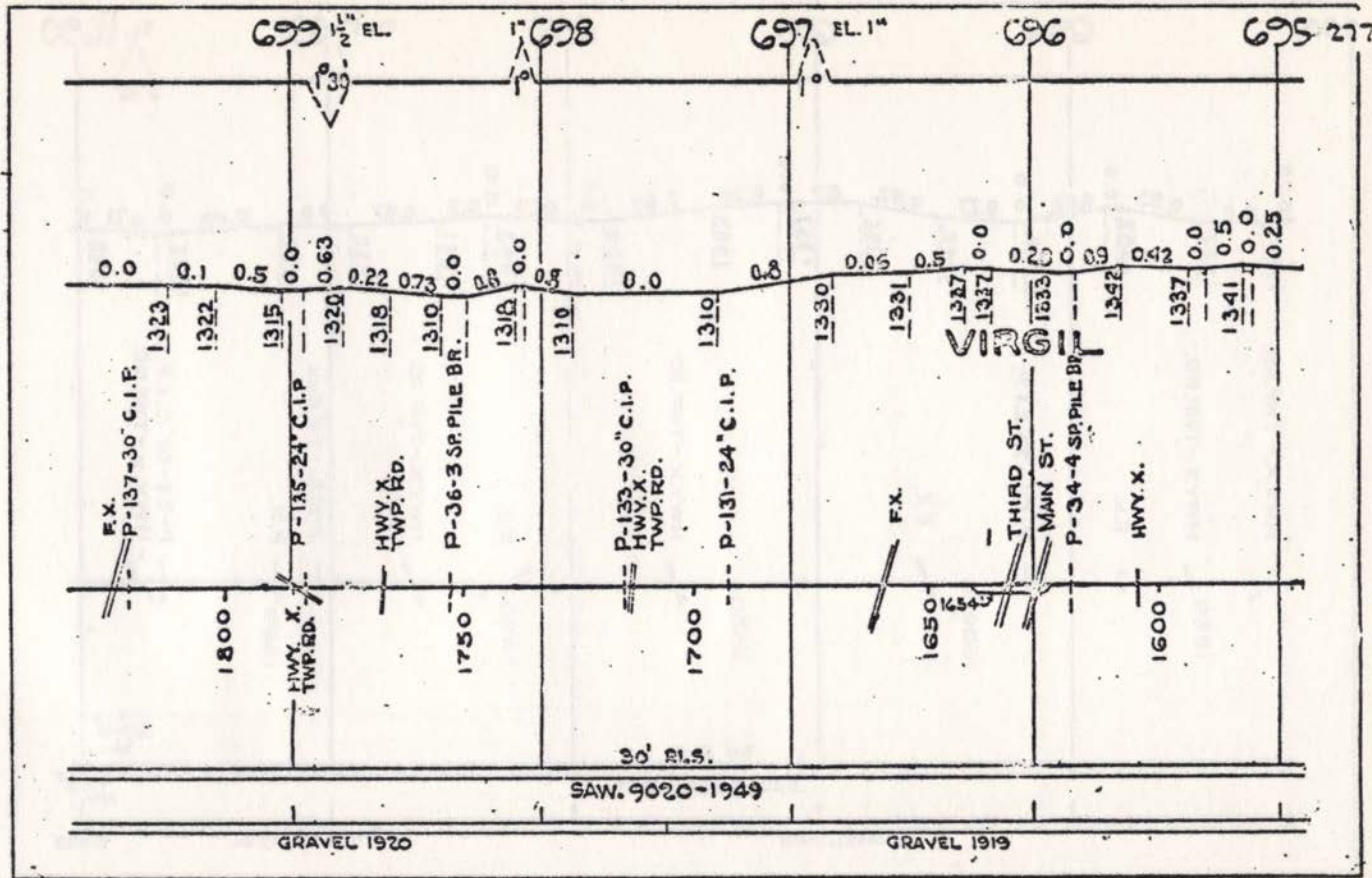 699 1½" EL. 1" 698 697 EL. 1" 696 695-277
1°30 1° 1°
0.0 0.1 0.5 0.0 0.63 0.22 0.73 0.0 0.8 0.0 0.8 0.0 0.8 0.05 0.5 0.0 0.0 0.9 0.42 0.0 0.5 0.0 0.25
1323 1322 1315 1320 1318 1310 1318 1310 1310 1330 1331 1327 1327 1333 1342 1337 1341
VIRGIL
F.X.
P-137-30" C.I.P.
P-135-24" C.I.P
HWY. X.
TWP. RD.
P-36-3 SP. PILE BR.
P-133--30" C.I.P.
HWY. X.
TWP. RD.
P-131-24" C.I.P.
F.X.
THIRD ST.
MAIN ST.
P-34-4 SP. PILE BR.
HWY. X.
1800
HWY. X.
TWP. RD.
1750
1700
1650
1654'
1600
SAW. 9020-1949
GRAVEL 1920 GRAVEL 1919